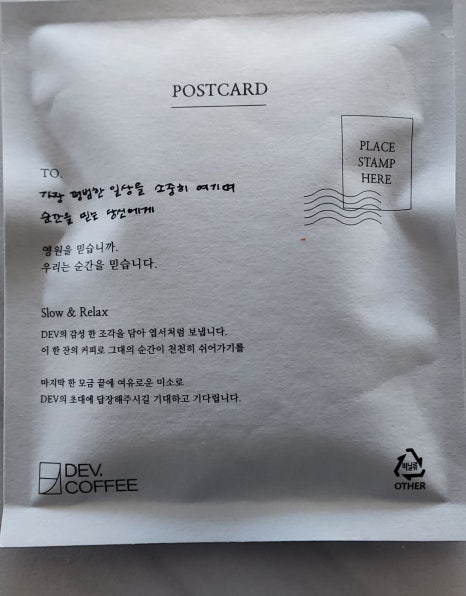 POSTCARD
PLACE
STAMP
HERE
TO.
가장 평범한 일상을 소중히 여기며
순간을 믿는 당신에게
영원을 믿습니까.
우리는 순간을 믿습니다.
Slow & Relax
DEV의 감성 한 조각을 담아 엽서처럼 보냅니다.
이 한 잔의 커피로 그대의 순간이 천천히 쉬어가기를
마지막 한 모금 끝에 여유로운 미소로
DEV의 초대에 답장해주시길 기대하고 기다립니다.
DEV.
COFFEE
비닐류
OTHER